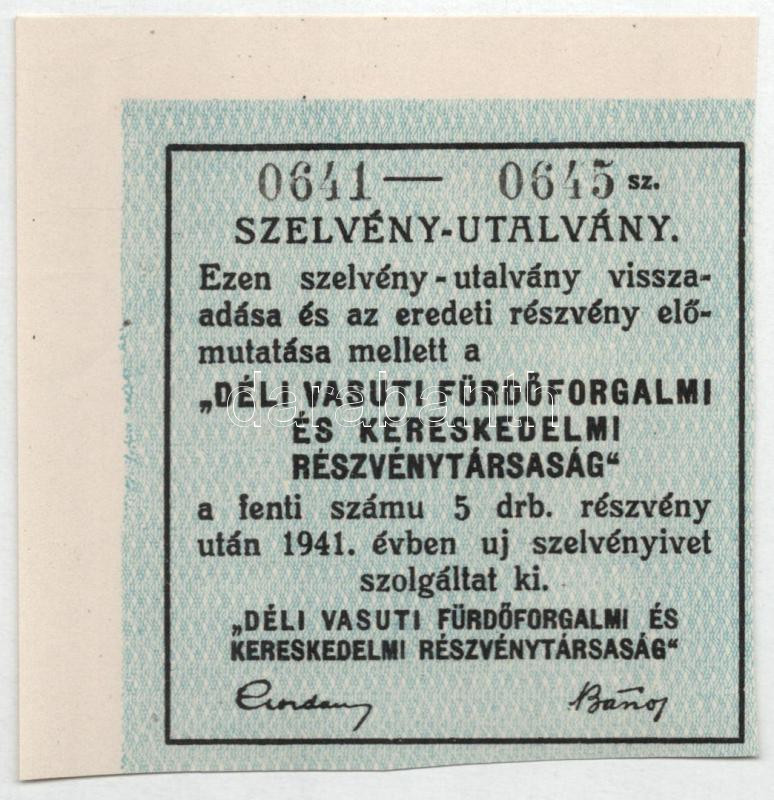 0641 — 0645 sz.
SZELVÉNY-UTALVÁNY.
Ezen szelvény-utalvány vissza-
adása és az eredeti részvény elő-
mutatása mellett a
„DÉLI VASUTI FÜRDŐFORGALMI
darabanth
ÉS KERESKEDELMI
RÉSZVÉNYTÁRSASÁG“
a fenti számu 5 drb. részvény
után 1941. évben uj szelvényivet
szolgáltat ki.
„DÉLI VASUTI FÜRDŐFORGALMI ÉS
KERESKEDELMI RÉSZVÉNYTÁRSASÁG“